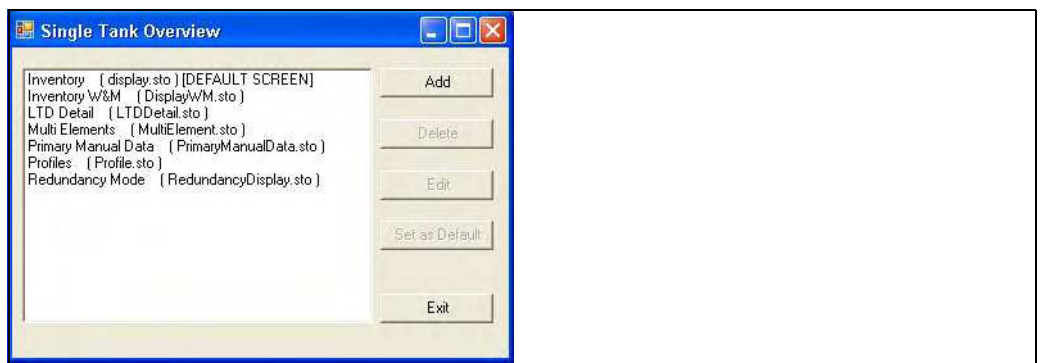 Single Tank Overview
Inventory ( display.sto ) [DEFAULT SCREEN]
Inventory W&M ( DisplayWM.sto )
LTD Detail ( LTDDetail.sto )
Multi Elements ( MultiElement.sto )
Primary Manual Data ( PrimaryManualData.sto )
Profiles ( Profile.sto )
Redundancy Mode ( RedundancyDisplay.sto )
Add
Delete
Edit
Set as Default
Exit